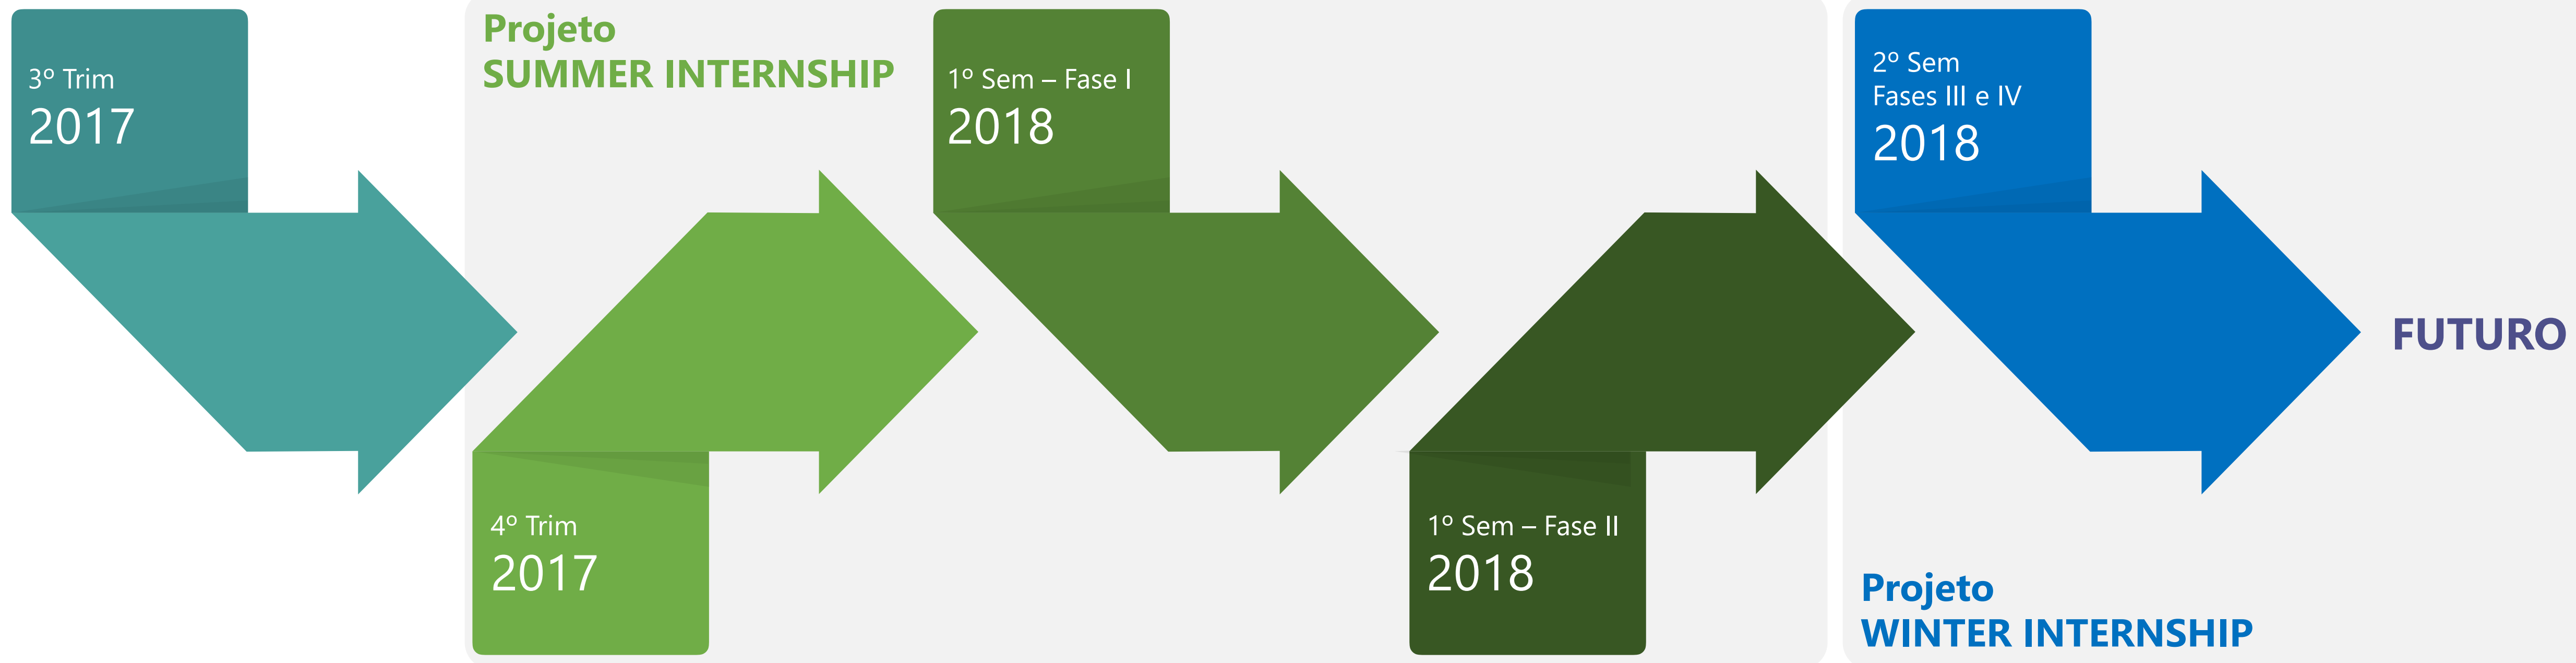 3º Trim
2017
Projeto
SUMMER INTERNSHIP
4º Trim
2017
1º Sem – Fase I
2018
1º Sem – Fase II
2018
2º Sem
Fases III e IV
2018
Projeto
WINTER INTERNSHIP
FUTURO